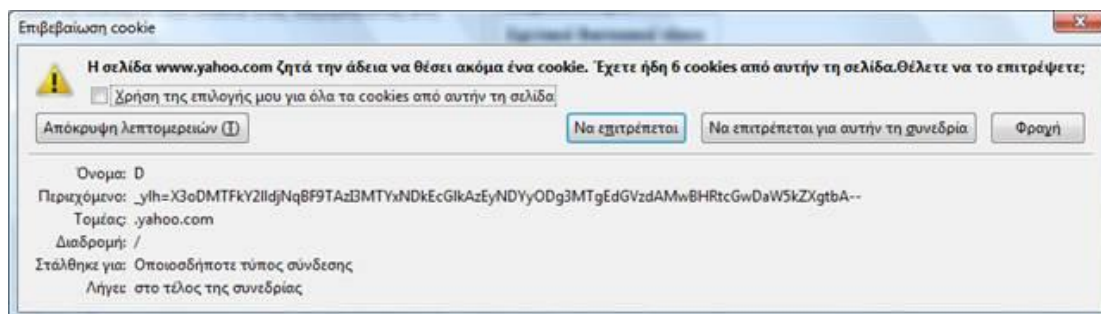 Επιβεβαίωση cookie
Η σελίδα www.yahoo.com ζητά την άδεια να θέσει ακόμα ένα cookie. Έχετε ήδη 6 cookies από αυτήν τη σελίδα.Θέλετε να το επιτρέψετε;
Χρήση της επιλογής μου για όλα τα cookies από αυτήν τη σελίδα
Απόκρυψη λεπτομερειών (Τ) Να επιτρέπεται Να επιτρέπεται για αυτήν τη συνεδρία Φραγή
Όνομα: D
Περιεχόμενο: _ylh=X3oDMTFkY2lldjNqBF9TAzI3MTYxNDkEcGlkAzEyNDYyODg3MTgEdGVzdAMwBHRtcGwDaW5kZXgtbA--
Τομέας: .yahoo.com
Διαδρομή: /
Στάλθηκε για: Οποιοσδήποτε τύπος σύνδεσης
Λήγει: στο τέλος της συνεδρίας